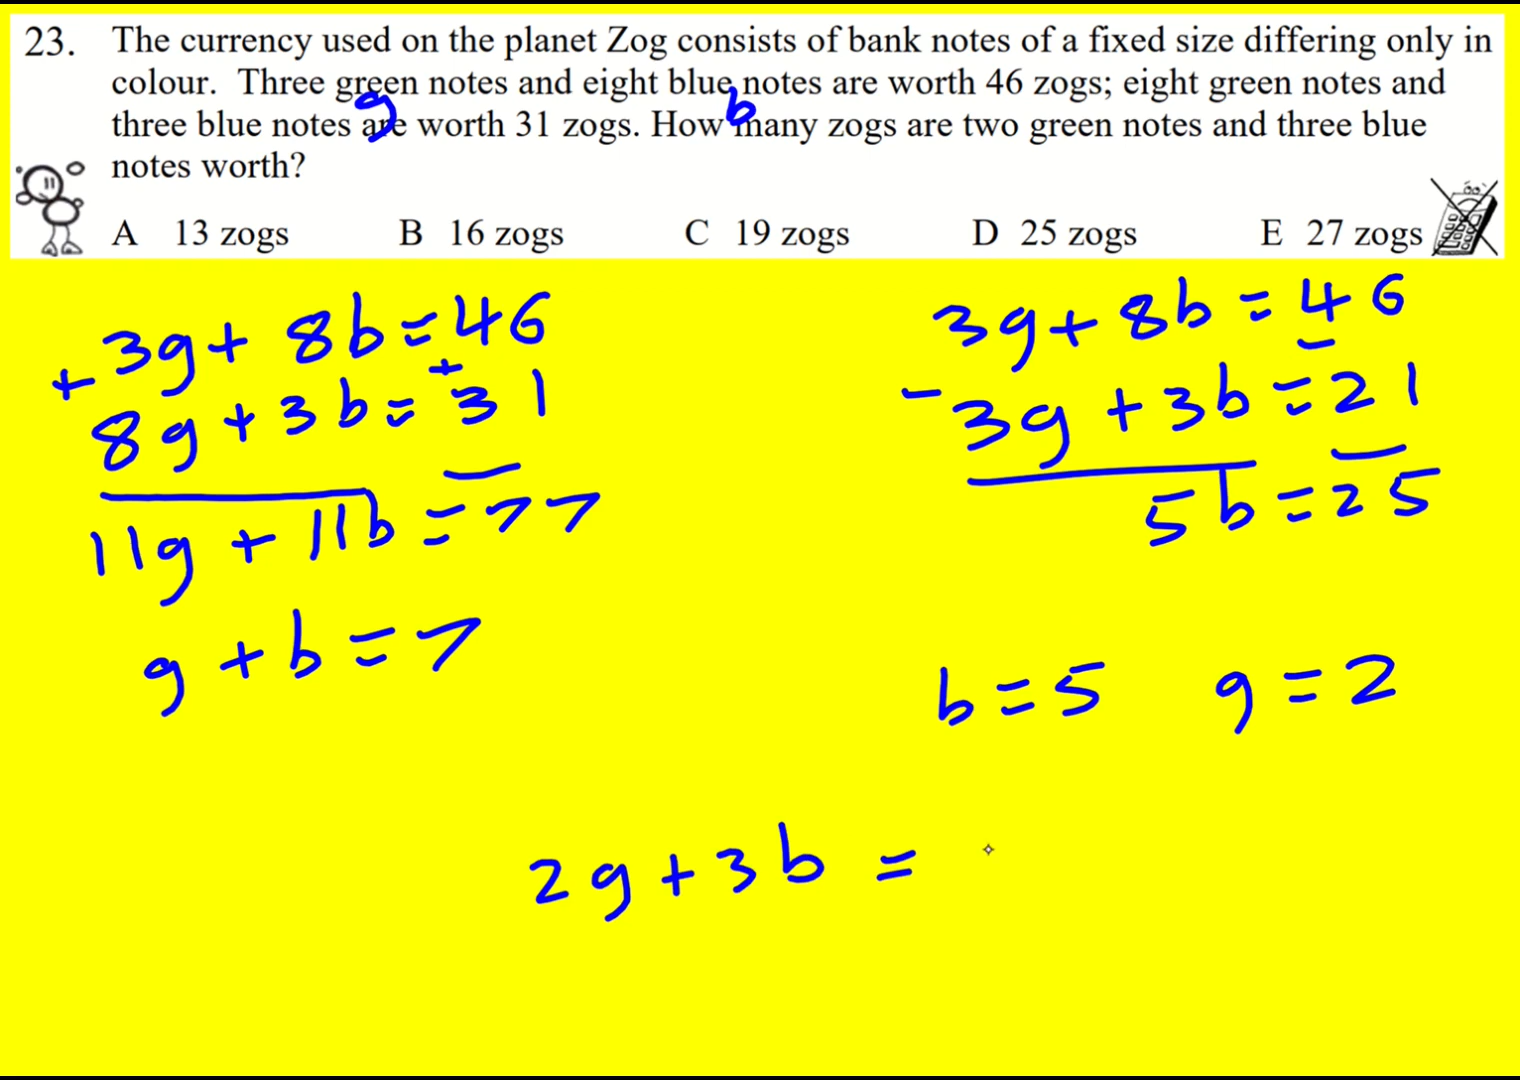 23. The currency used on the planet Zog consists of bank notes of a fixed size differing only in
colour. Three green notes and eight blue notes are worth 46 zogs; eight green notes and
three blue notes are worth 31 zogs. How many zogs are two green notes and three blue
notes worth?
g
b
A 13 zogs B 16 zogs C 19 zogs D 25 zogs E 27 zogs
+ 3g + 8b = 46
+
8g + 3b = 31
11g + 11b = 77
g + b = 7
3g + 8b = 46
- 3g + 3b = 21
5b = 25
b = 5 g = 2
2g + 3b =